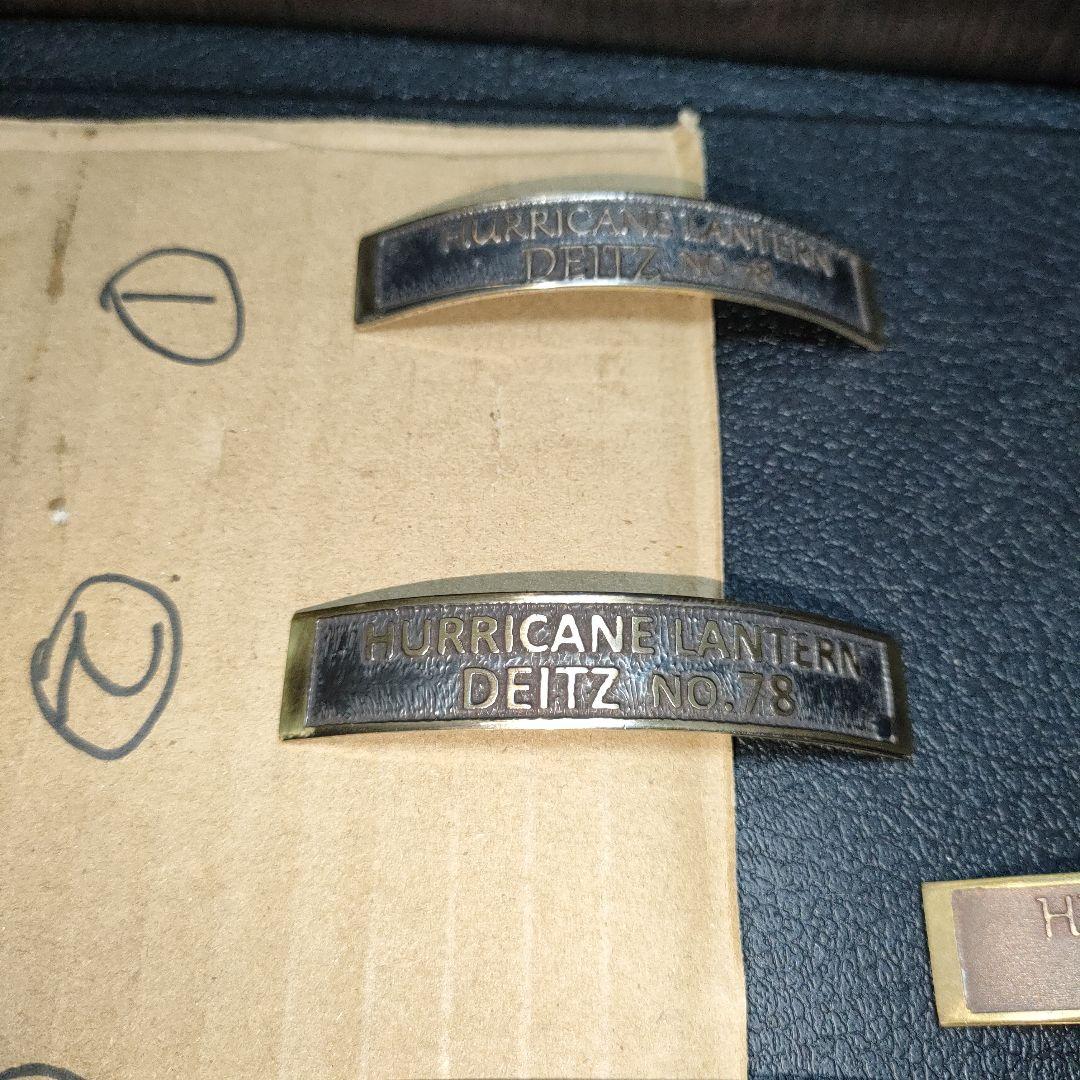 1
HURRICANE LANTERN
DEITZ NO. 78
2
HURRICANE LANTERN
DEITZ NO. 78
H